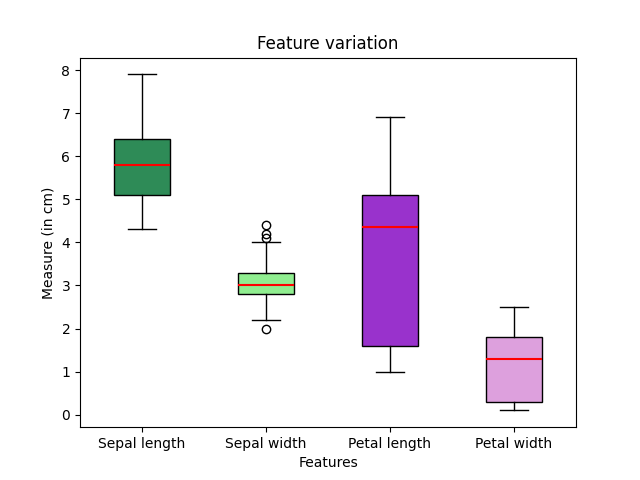 Feature variation
Measure (in cm)
8
7
6
5
4
3
2
1
0
Sepal length Sepal width Petal length Petal width
Features